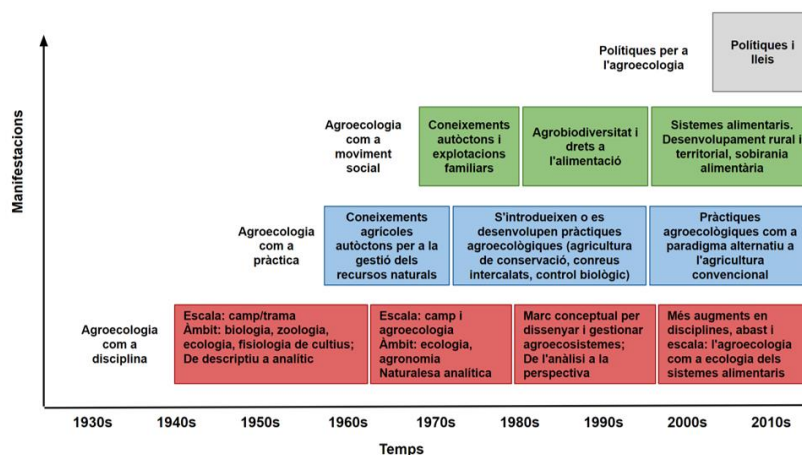 Manifestacions
Polítiques per a
l'agroecologia
Polítiques i
lleis
Agroecologia
com a
moviment
social
Coneixements
autòctons i
explotacions
familiars
Agrobiodiversitat i
drets a
l'alimentació
Sistemes alimentaris.
Desenvolupament rural i
territorial, sobirania
alimentària
Agroecologia
com a
pràctica
Coneixements
agrícoles
autòctons per a la
gestió dels
recursos naturals
S'introdueixen o es
desenvolupen pràctiques
agroecològiques (agricultura
de conservació, conreus
intercalats, control biològic)
Pràctiques
agroecològiques com a
paradigma alternatiu a
l'agricultura
convencional
Agroecologia
com a
disciplina
Escala: camp/trama
Àmbit: biologia, zoologia,
ecologia, fisiologia de cultius;
De descriptiu a analític
Escala: camp i
agroecologia
Àmbit: ecologia,
agronomia
Naturalesa analítica
Marc conceptual per
dissenyar i gestionar
agroecosistemes;
De l'anàlisi a la
perspectiva
Més augments en
disciplines, abast i
escala: l'agroecologia
com a ecologia dels
sistemes alimentaris
1930s 1940s 1950s 1960s 1970s 1980s 1990s 2000s 2010s
Temps